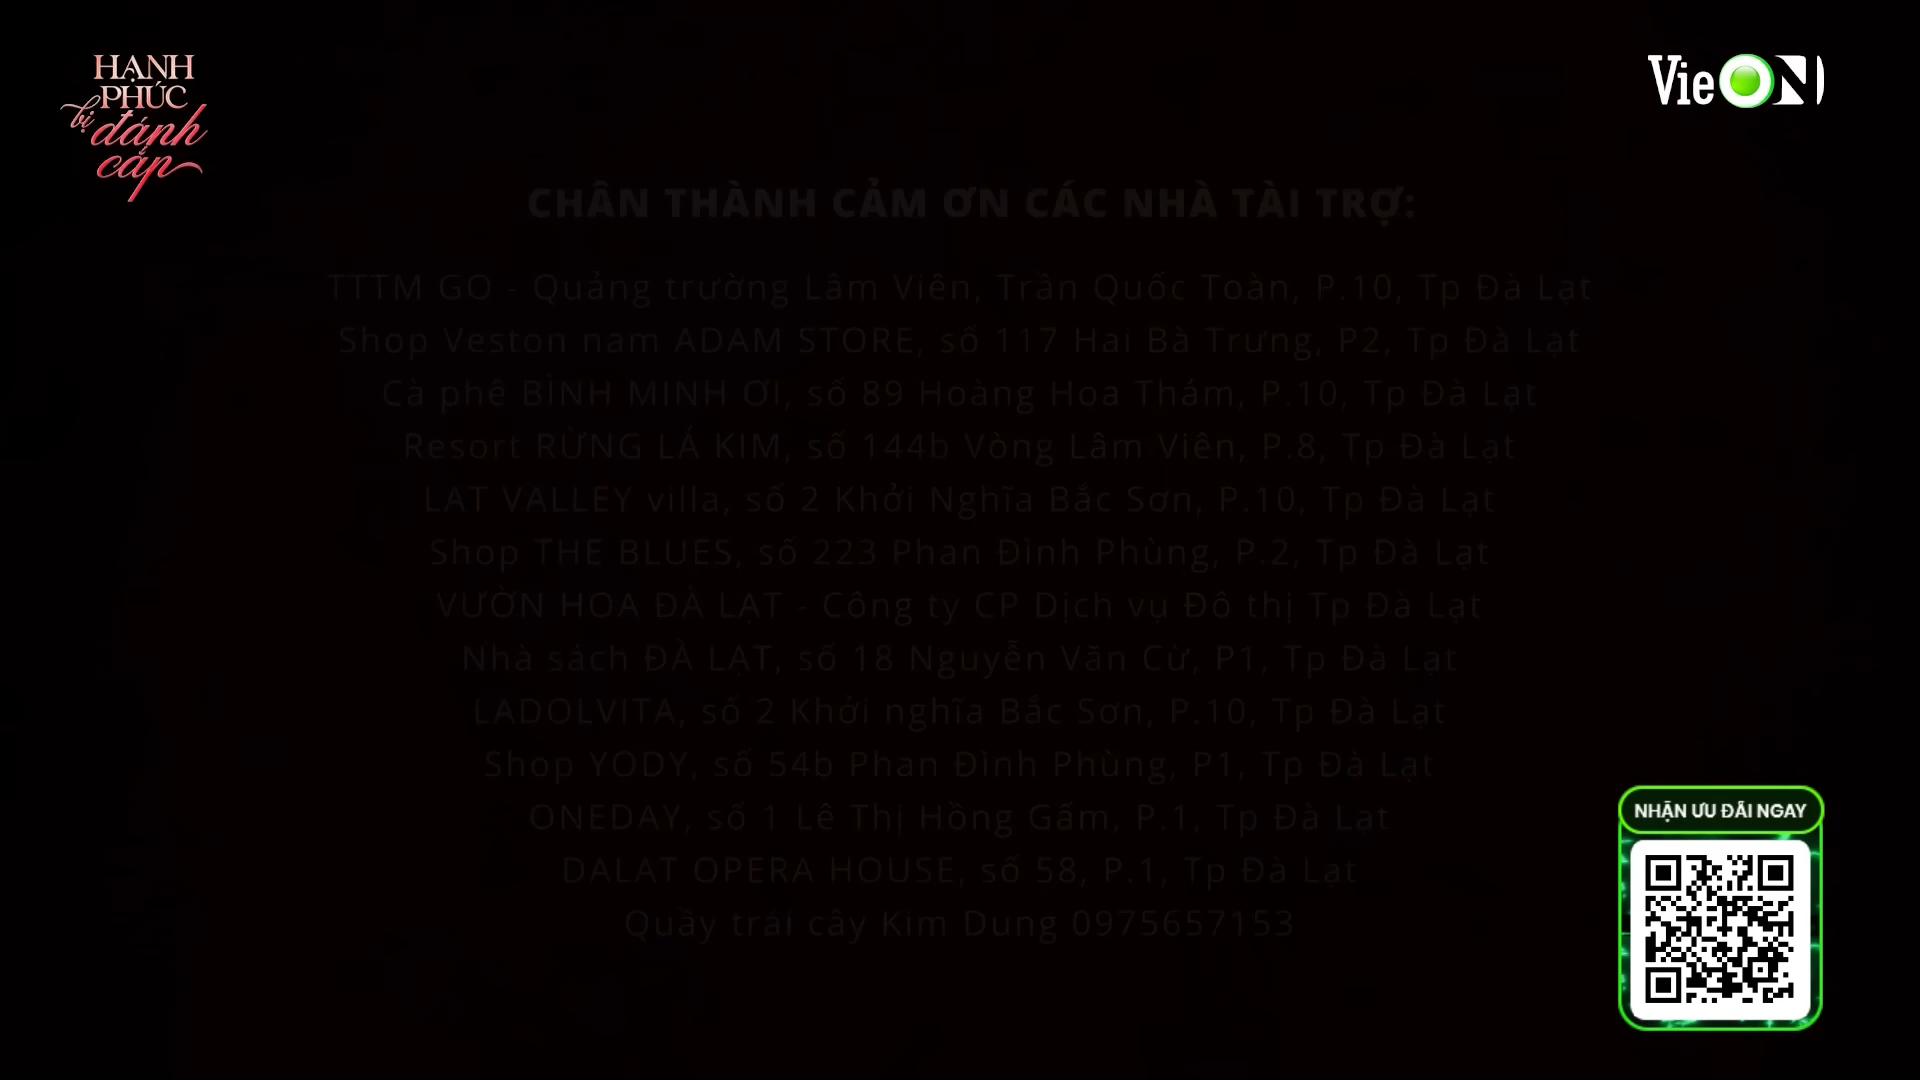 HẠNH
PHÚC
bị đánh
cắp
VieON
CHÂN THÀNH CẢM ƠN CÁC NHÀ TÀI TRỢ:
TTTM GO - Quảng trường Lâm Viên, Trần Quốc Toàn, P.10, Tp Đà Lạt
Shop Veston nam ADAM STORE, số 117 Hai Bà Trưng, P2, Tp Đà Lạt
Cà phê BÌNH MINH ƠI, số 89 Hoàng Hoa Thám, P.10, Tp Đà Lạt
Resort RỪNG LÁ KIM, số 144b Vòng Lâm Viên, P.8, Tp Đà Lạt
LAT VALLEY villa, số 2 Khởi Nghĩa Bắc Sơn, P.10, Tp Đà Lạt
Shop THE BLUES, số 223 Phan Đình Phùng, P.2, Tp Đà Lạt
VƯỜN HOA ĐÀ LẠT - Công ty CP Dịch vụ Đô thị Tp Đà Lạt
Nhà sách ĐÀ LẠT, số 18 Nguyễn Văn Cừ, P1, Tp Đà Lạt
LADOLVITA, số 2 Khởi nghĩa Bắc Sơn, P.10, Tp Đà Lạt
Shop YODY, số 54b Phan Đình Phùng, P1, Tp Đà Lạt
ONEDAY, số 1 Lê Thị Hồng Gấm, P.1, Tp Đà Lạt
DALAT OPERA HOUSE, số 58, P.1, Tp Đà Lạt
Quầy trái cây Kim Dung 0975657153
NHẬN ƯU ĐÃI NGAY